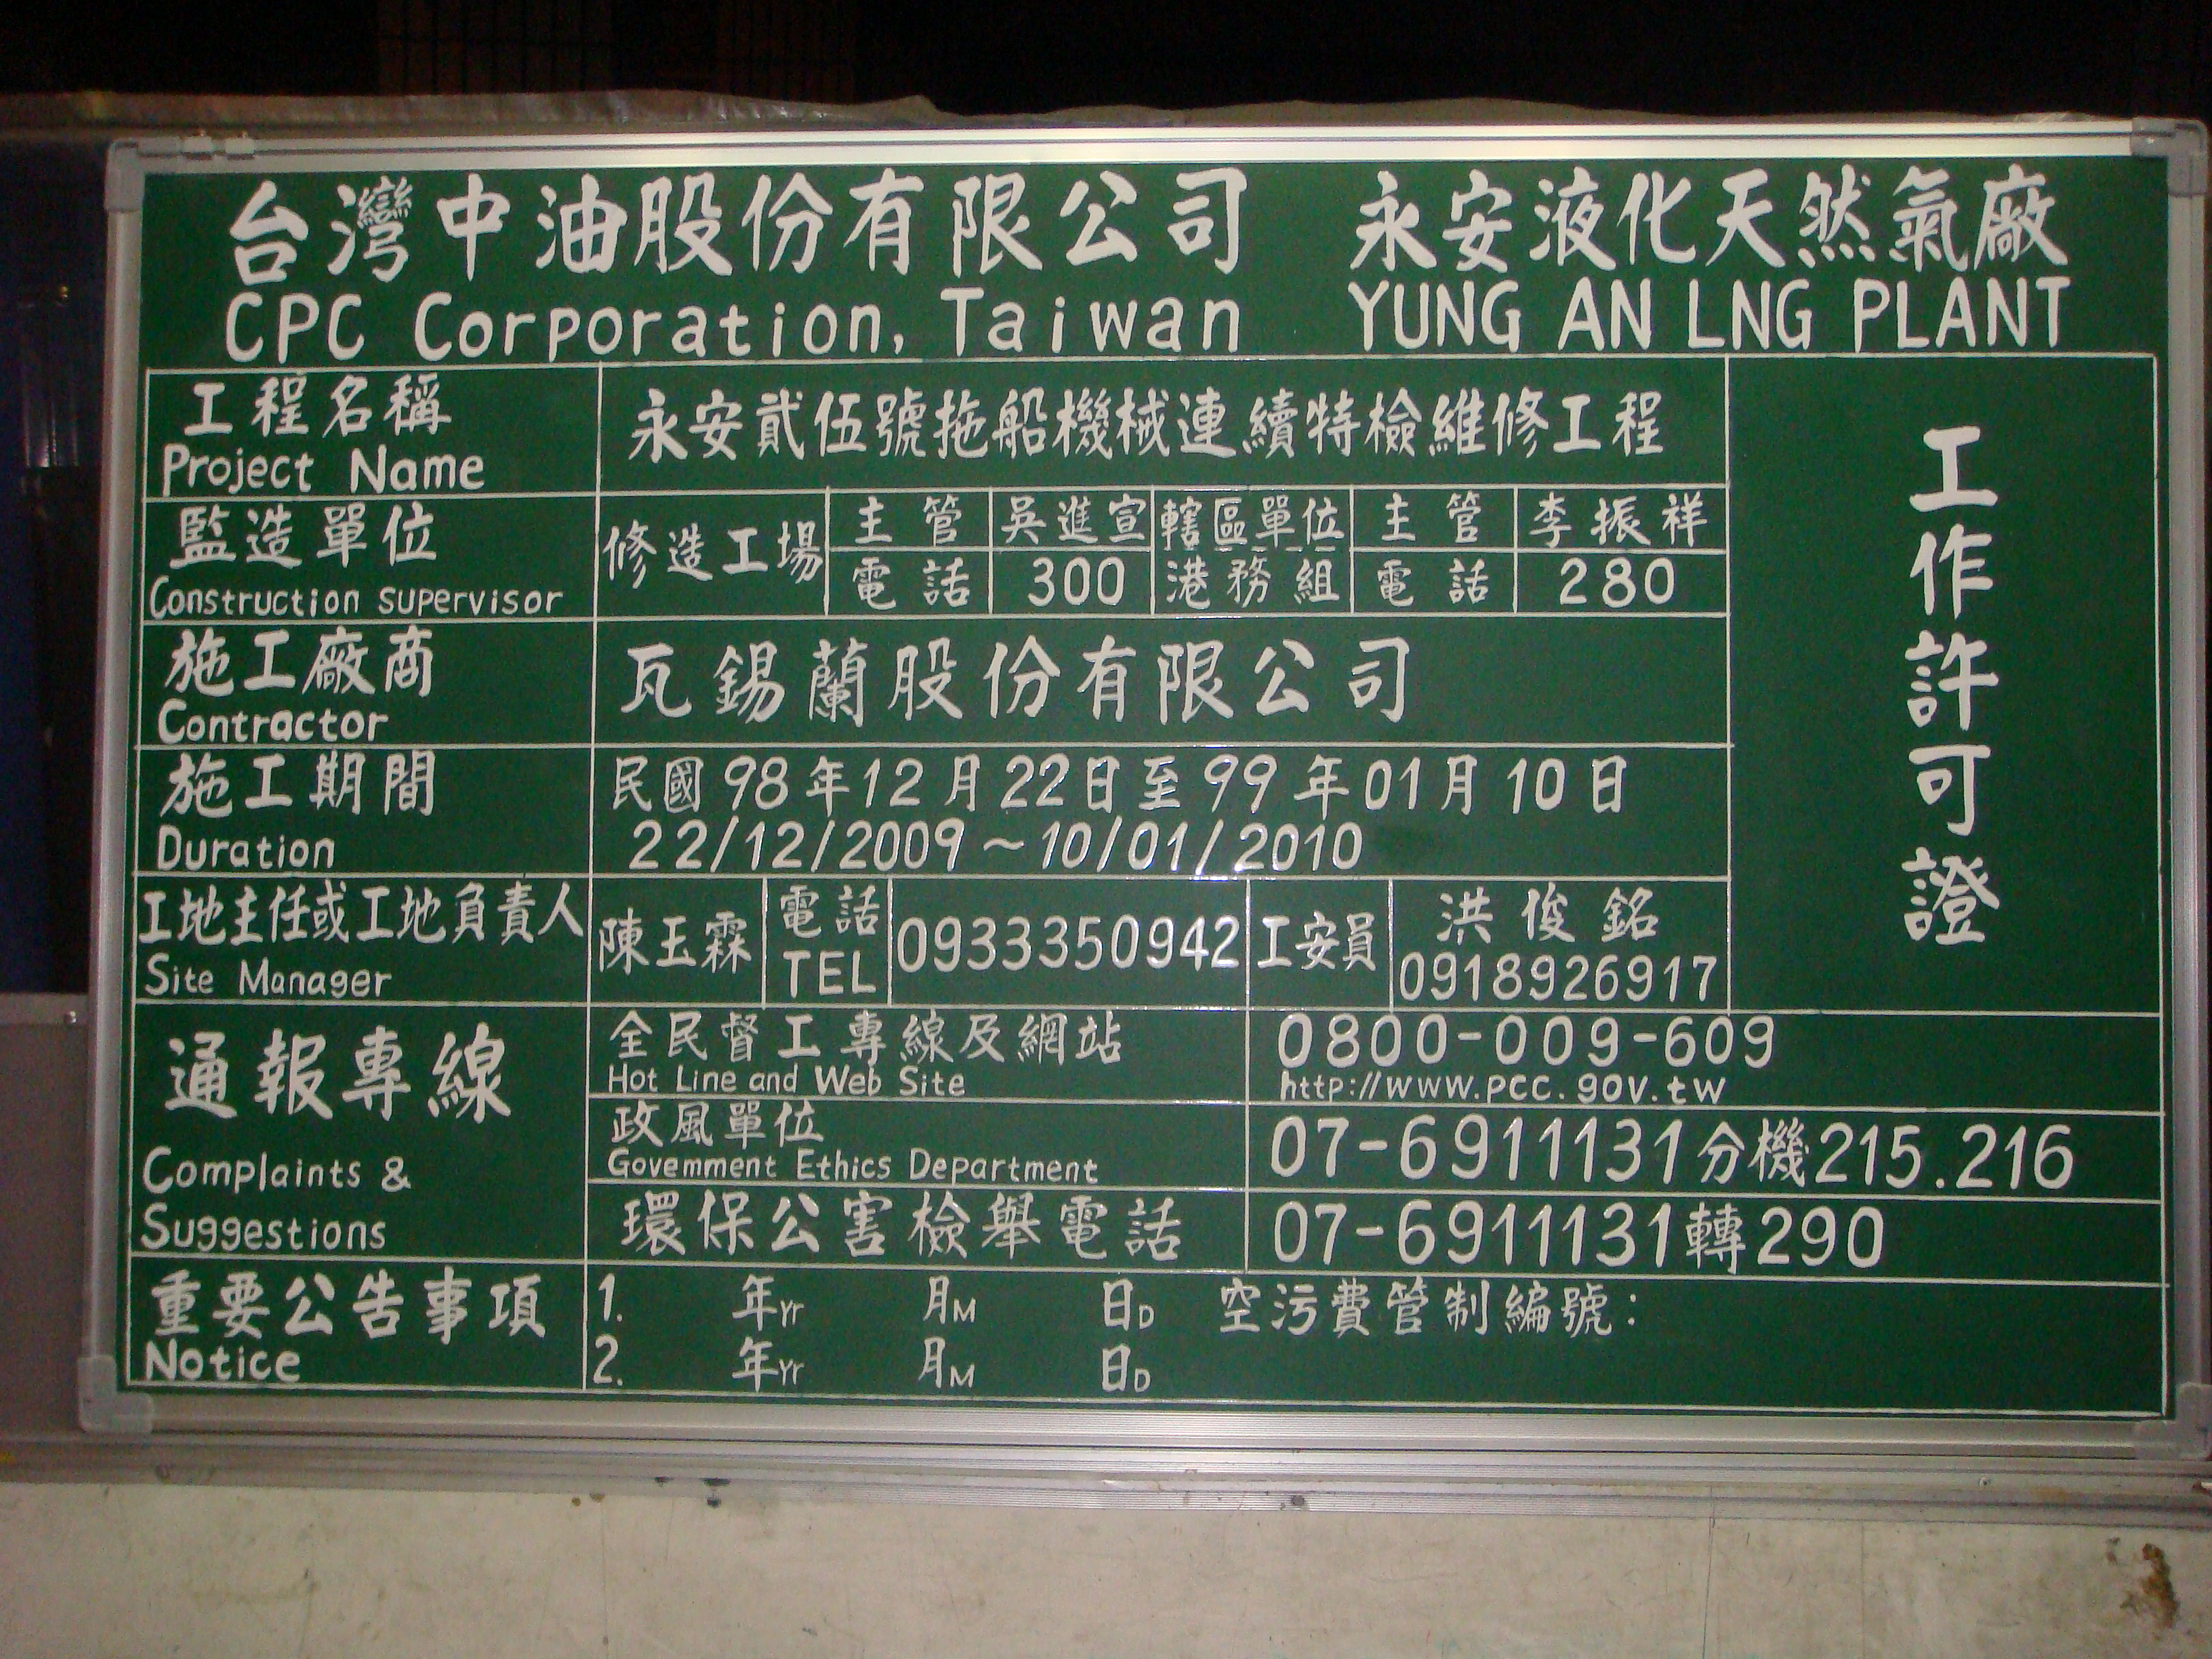 台灣中油股份有限公司 永安液化天然氣廠
CPC Corporation, Taiwan YUNG AN LNG PLANT
工程名稱
Project Name
永安貳伍號拖船機械連續特檢維修工程
監造單位
Construction supervisor
修造工場
主管 吳進宣 轄區單位 主管 李振祥
電話 300 港務組 電話 280
施工廠商
Contractor
瓦錫蘭股份有限公司
施工期間
Duration
民國98年12月22日至99年01月10日
22/12/2009~10/01/2010
工地主任或工地負責人
Site Manager
陳玉霖
電話
TEL
0933350942
工安員
洪俊銘
0918926917
工作許可證
通報專線
Complaints &
Suggestions
全民督工專線及網站
Hot Line and Web Site
0800-009-609
http://www.pcc.gov.tw
政風單位
Govemment Ethics Department
07-6911131分機215.216
環保公害檢舉電話
07-6911131轉290
重要公告事項
Notice
1. 年Yr 月M 日D 空污費管制編號:
2. 年Yr 月M 日D